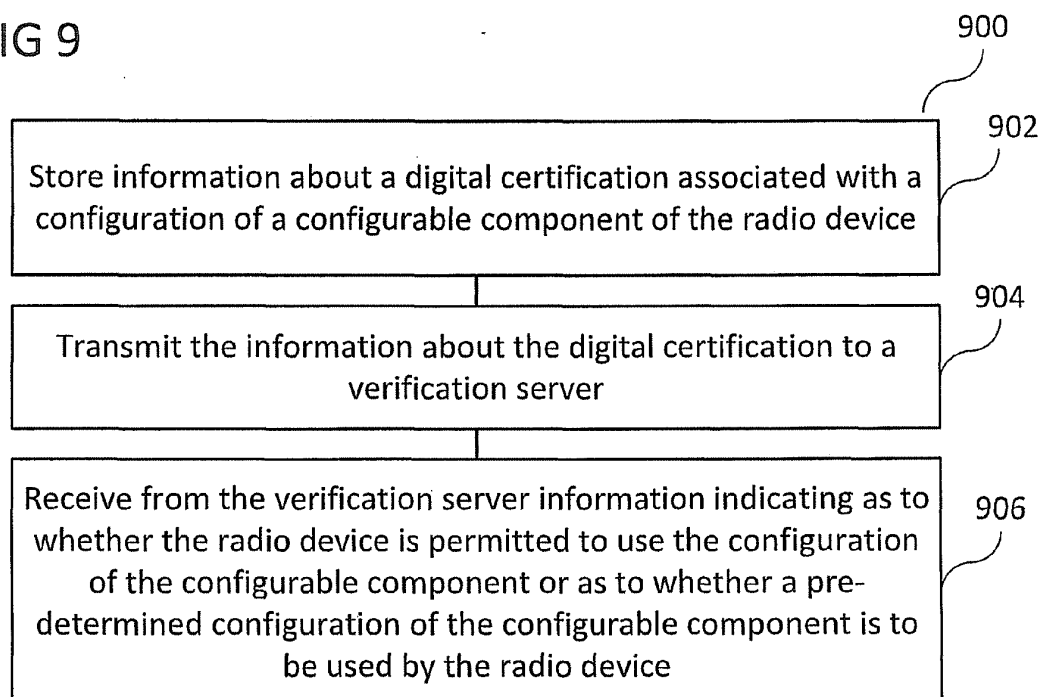 IG 9
900
902
Store information about a digital certification associated with a
configuration of a configurable component of the radio device
904
Transmit the information about the digital certification to a
verification server
906
Receive from the verification server information indicating as to
whether the radio device is permitted to use the configuration
of the configurable component or as to whether a pre-
determined configuration of the configurable component is to
be used by the radio device